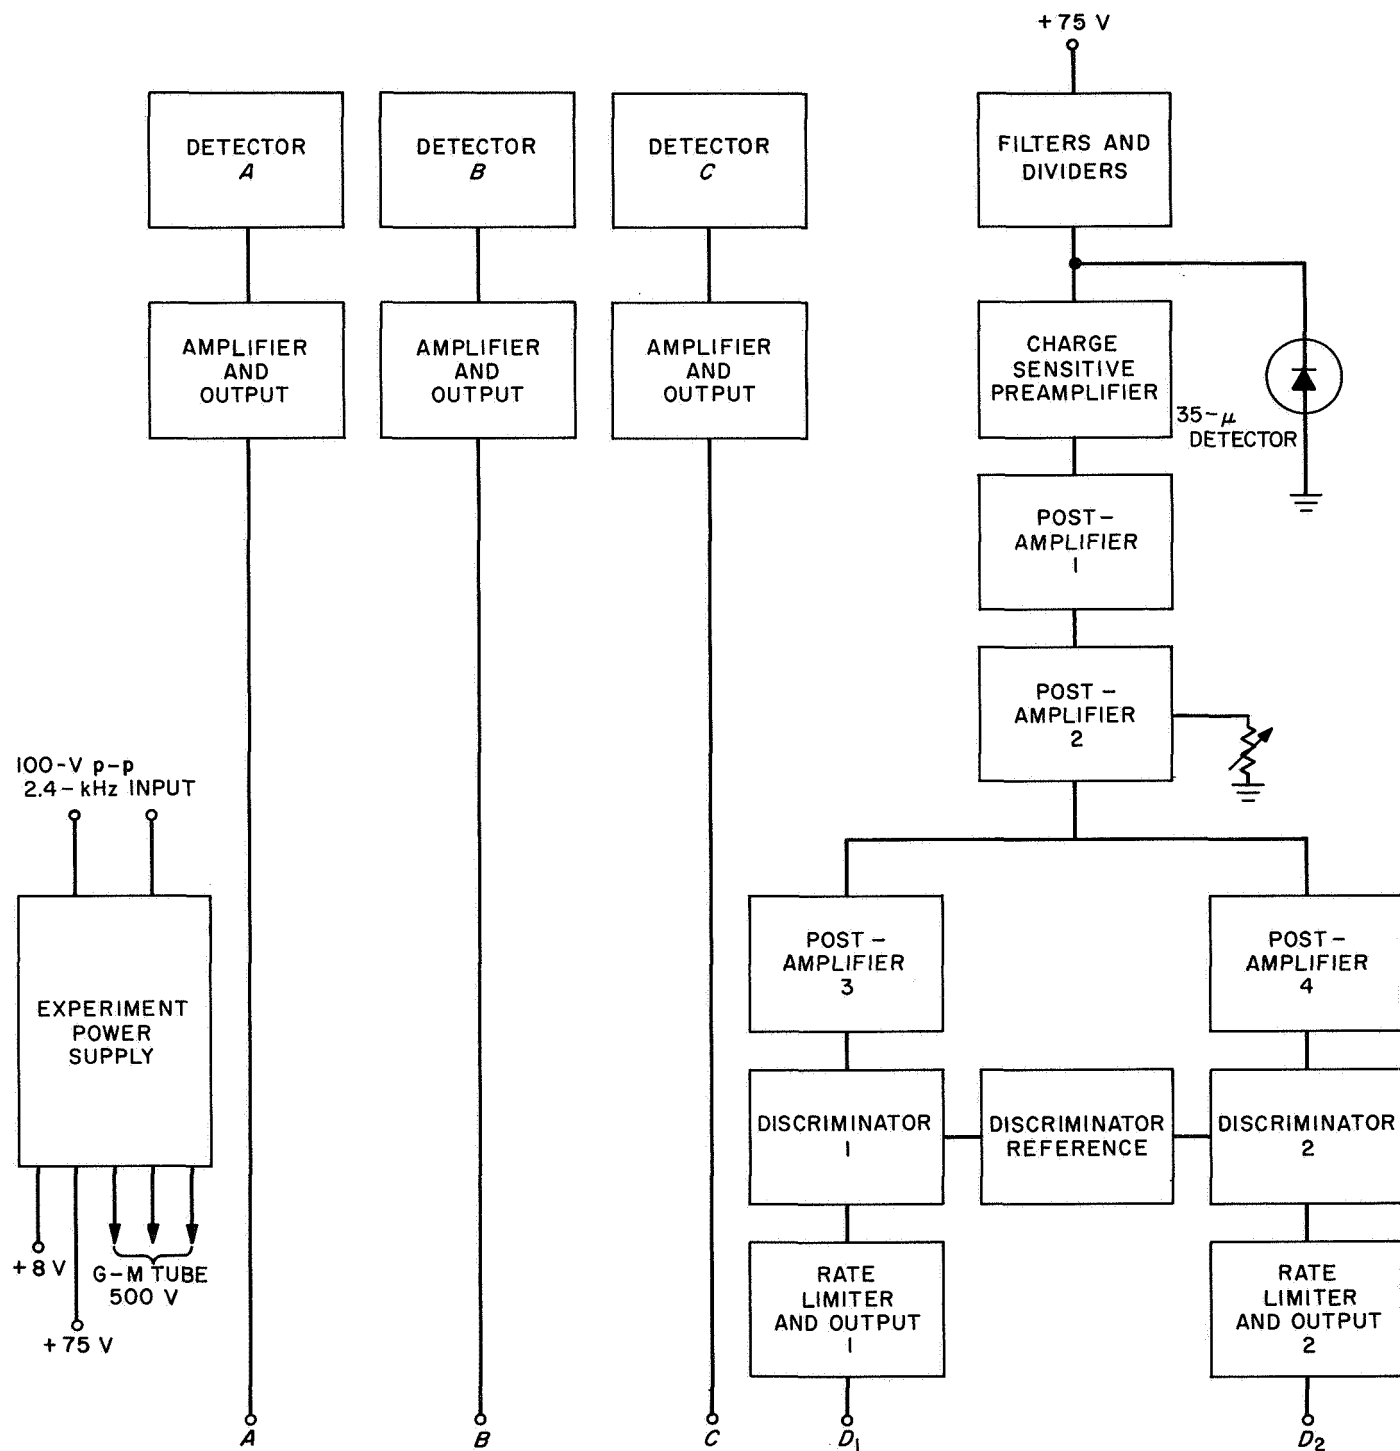 +75 V
DETECTOR
A
DETECTOR
B
DETECTOR
C
FILTERS AND
DIVIDERS
AMPLIFIER
AND
OUTPUT
AMPLIFIER
AND
OUTPUT
AMPLIFIER
AND
OUTPUT
CHARGE
SENSITIVE
PREAMPLIFIER
35-μ
DETECTOR
POST-
AMPLIFIER
1
POST-
AMPLIFIER
2
100-V p-p
2.4-kHz INPUT
EXPERIMENT
POWER
SUPPLY
+8 V
G-M TUBE
500 V
+75 V
POST-
AMPLIFIER
3
POST-
AMPLIFIER
4
DISCRIMINATOR
1
DISCRIMINATOR
REFERENCE
DISCRIMINATOR
2
RATE
LIMITER
AND OUTPUT
1
RATE
LIMITER
AND OUTPUT
2
A
B
C
D1
D2